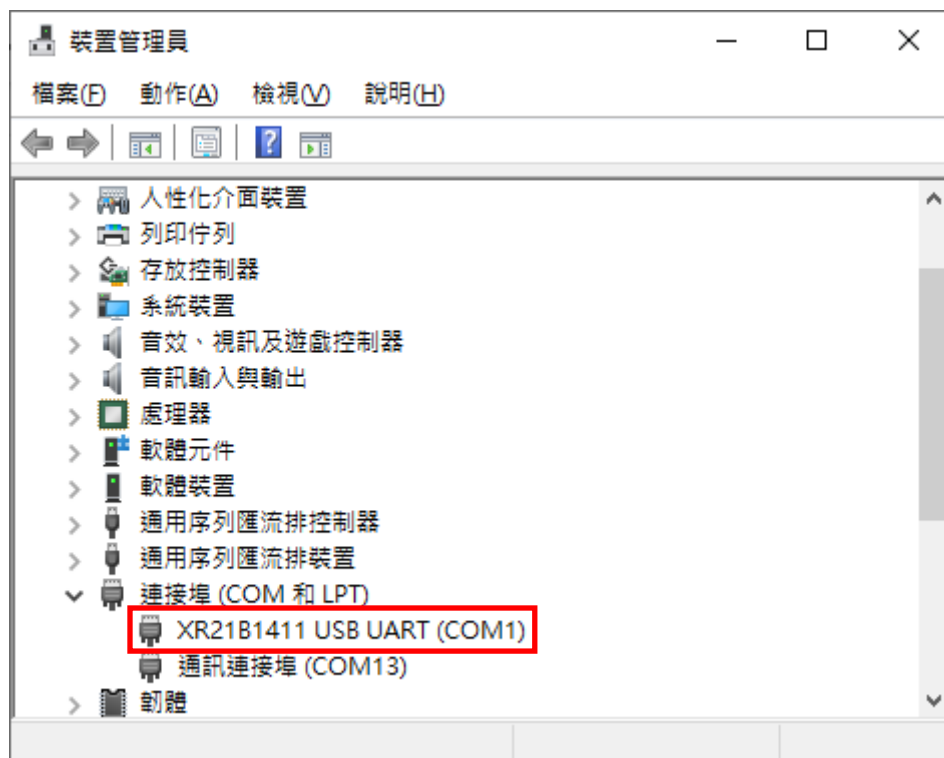 裝置管理員
檔案(F) 動作(A) 檢視(V) 說明(H)
人性化介面裝置
列印佇列
存放控制器
系統裝置
音效、視訊及遊戲控制器
音訊輸入與輸出
處理器
軟體元件
軟體裝置
通用序列匯流排控制器
通用序列匯流排裝置
連接埠 (COM 和 LPT)
XR21B1411 USB UART (COM1)
通訊連接埠 (COM13)
韌體